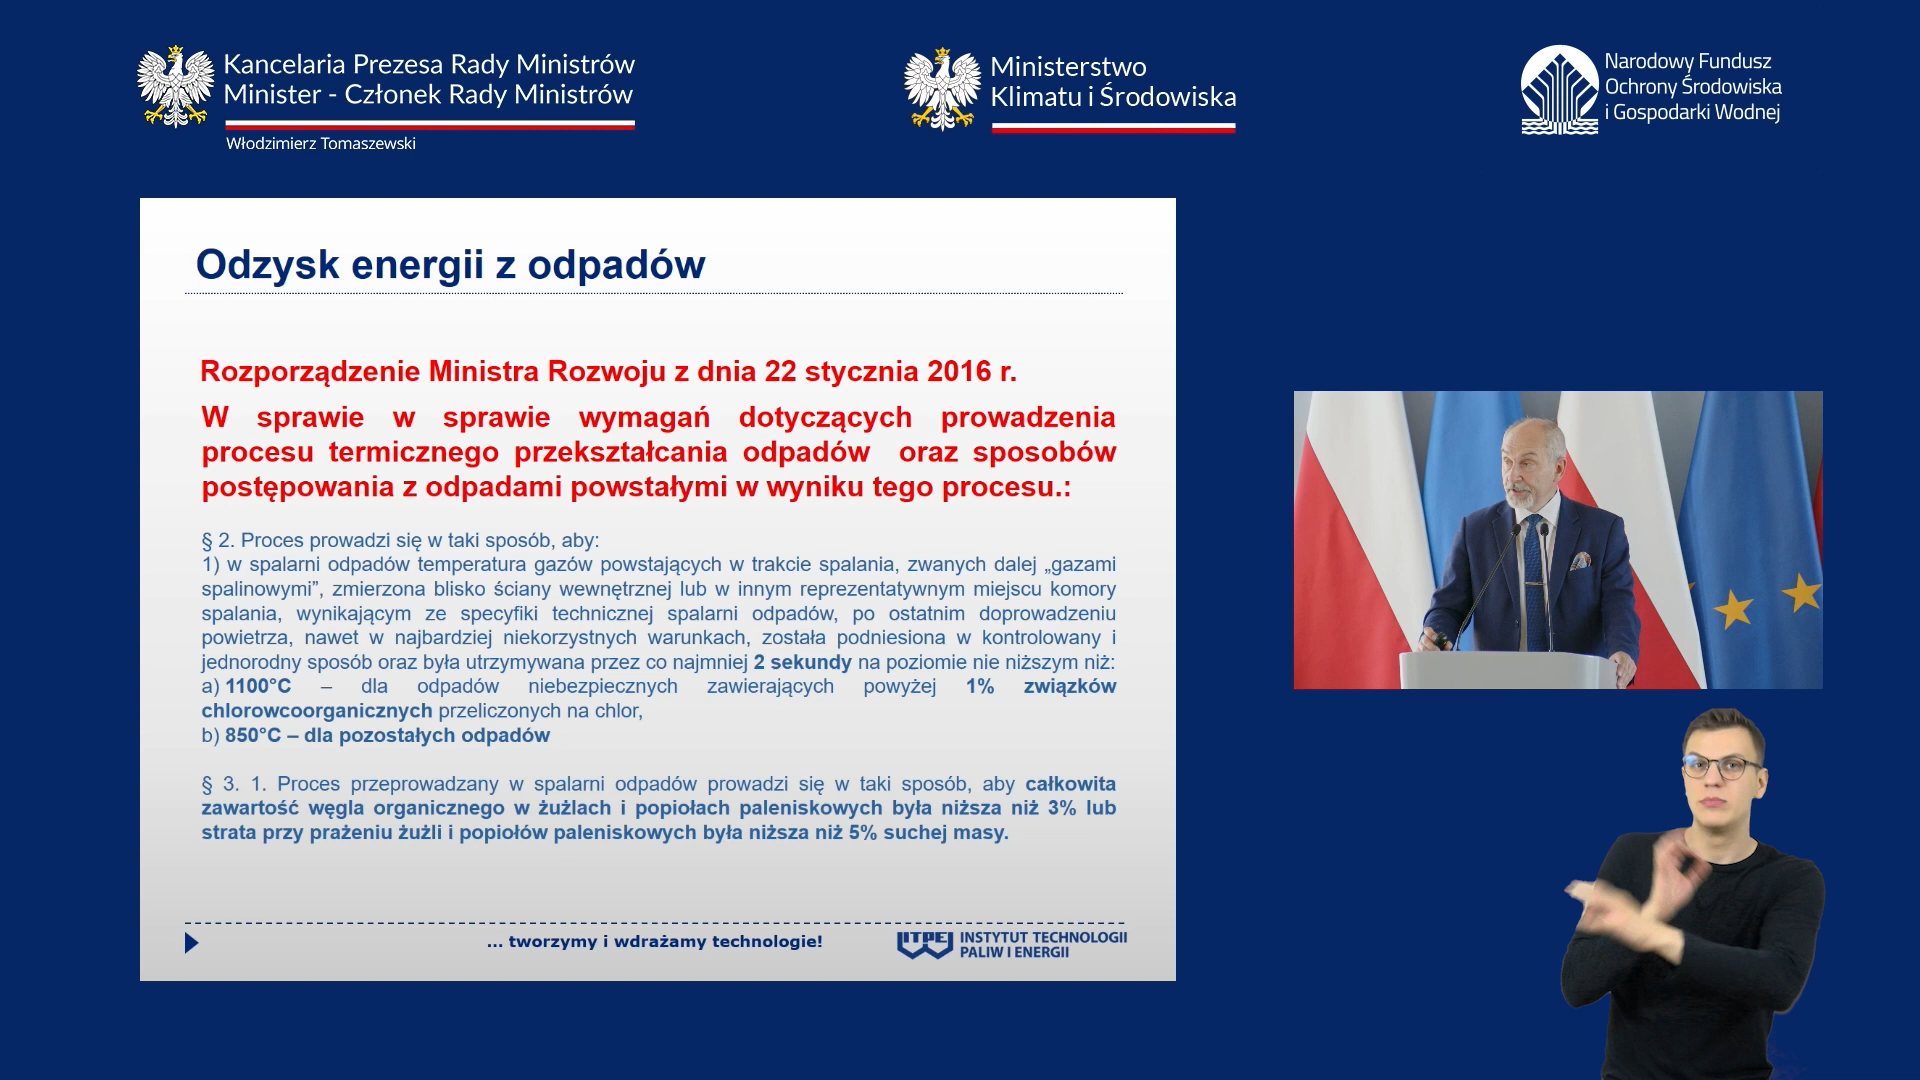 Kancelaria Prezesa Rady Ministrów
Minister - Członek Rady Ministrów
Włodzimierz Tomaszewski
Ministerstwo
Klimatu i Środowiska
Narodowy Fundusz
Ochrony Środowiska
i Gospodarki Wodnej
Odzysk energii z odpadów
Rozporządzenie Ministra Rozwoju z dnia 22 stycznia 2016 r.
W sprawie w sprawie wymagań dotyczących prowadzenia
procesu termicznego przekształcania odpadów oraz sposobów
postępowania z odpadami powstałymi w wyniku tego procesu.:
§ 2. Proces prowadzi się w taki sposób, aby:
1) w spalarni odpadów temperatura gazów powstających w trakcie spalania, zwanych dalej „gazami
spalinowymi”, zmierzona blisko ściany wewnętrznej lub w innym reprezentatywnym miejscu komory
spalania, wynikającym ze specyfiki technicznej spalarni odpadów, po ostatnim doprowadzeniu
powietrza, nawet w najbardziej niekorzystnych warunkach, została podniesiona w kontrolowany i
jednorodny sposób oraz była utrzymywana przez co najmniej 2 sekundy na poziomie nie niższym niż:
a) 1100°C – dla odpadów niebezpiecznych zawierających powyżej 1% związków
chlorowcoorganicznych przeliczonych na chlor,
b) 850°C – dla pozostałych odpadów
§ 3. 1. Proces przeprowadzany w spalarni odpadów prowadzi się w taki sposób, aby całkowita
zawartość węgla organicznego w żużlach i popiołach paleniskowych była niższa niż 3% lub
strata przy prażeniu żużli i popiołów paleniskowych była niższa niż 5% suchej masy.
... tworzymy i wdrażamy technologie!
ITPE
INSTYTUT TECHNOLOGII
PALIW I ENERGII